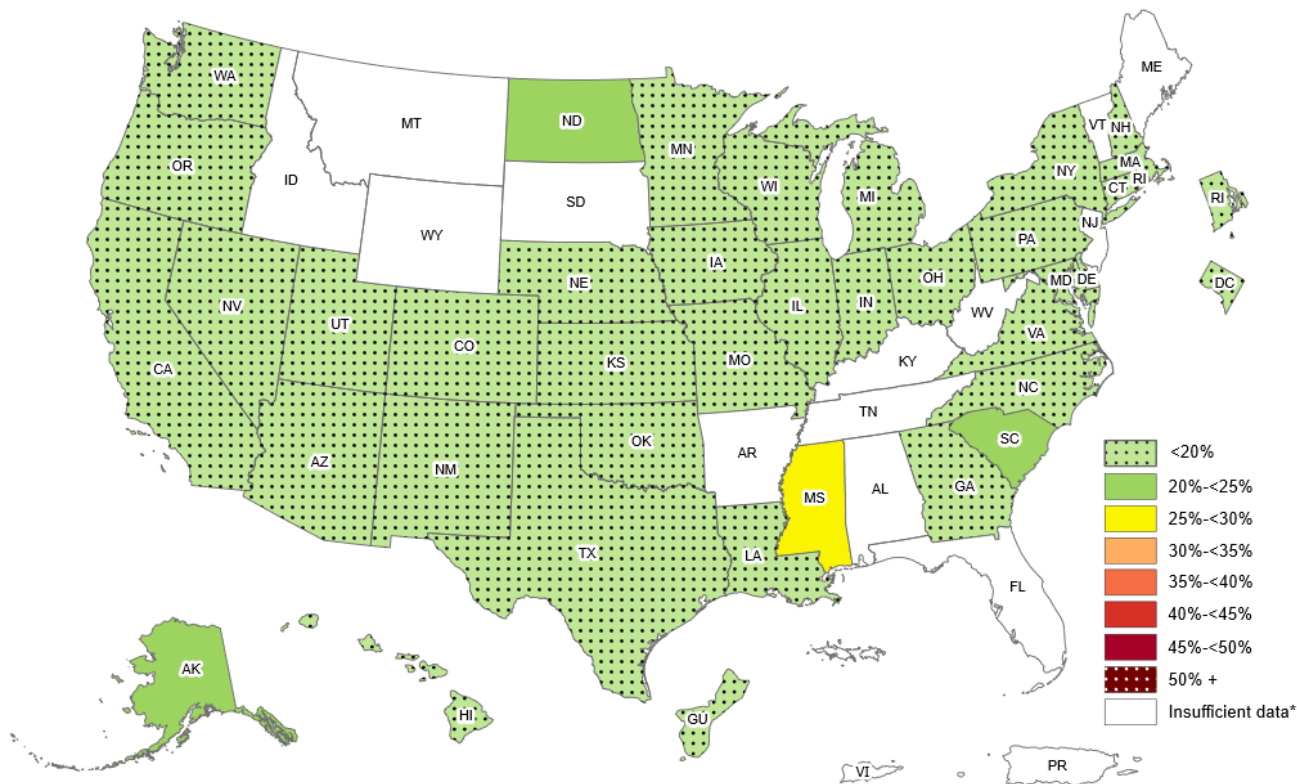 ME
WA
MT
ND
VT
NH
MN
OR
MA
NY
WI
ID
SD
CT
RI
MI
RI
WY
NJ
PA
IA
NE
OH
DC
MD
DE
NV
IL
IN
WV
UT
VA
CO
KS
MO
KY
CA
NC
TN
SC
OK
AR
AZ
NM
GA
MS
AL
TX
LA
FL
AK
HI
GU
VI
PR
<20%
20%-<25%
25%-<30%
30%-<35%
35%-<40%
40%-<45%
45%-<50%
50% +
Insufficient data*